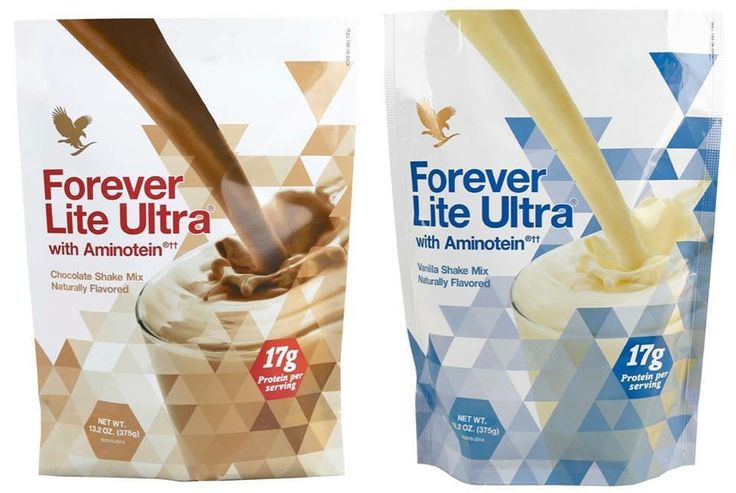 Forever
Lite Ultra®
with Aminotein®††
Chocolate Shake Mix
Naturally Flavored
17g
Protein per
serving
NET WT.
13.2 OZ. (375g)
Forever
Lite Ultra®
with Aminotein®††
Vanilla Shake Mix
Naturally Flavored
17g
Protein per
serving
NET WT.
13.2 OZ. (375g)